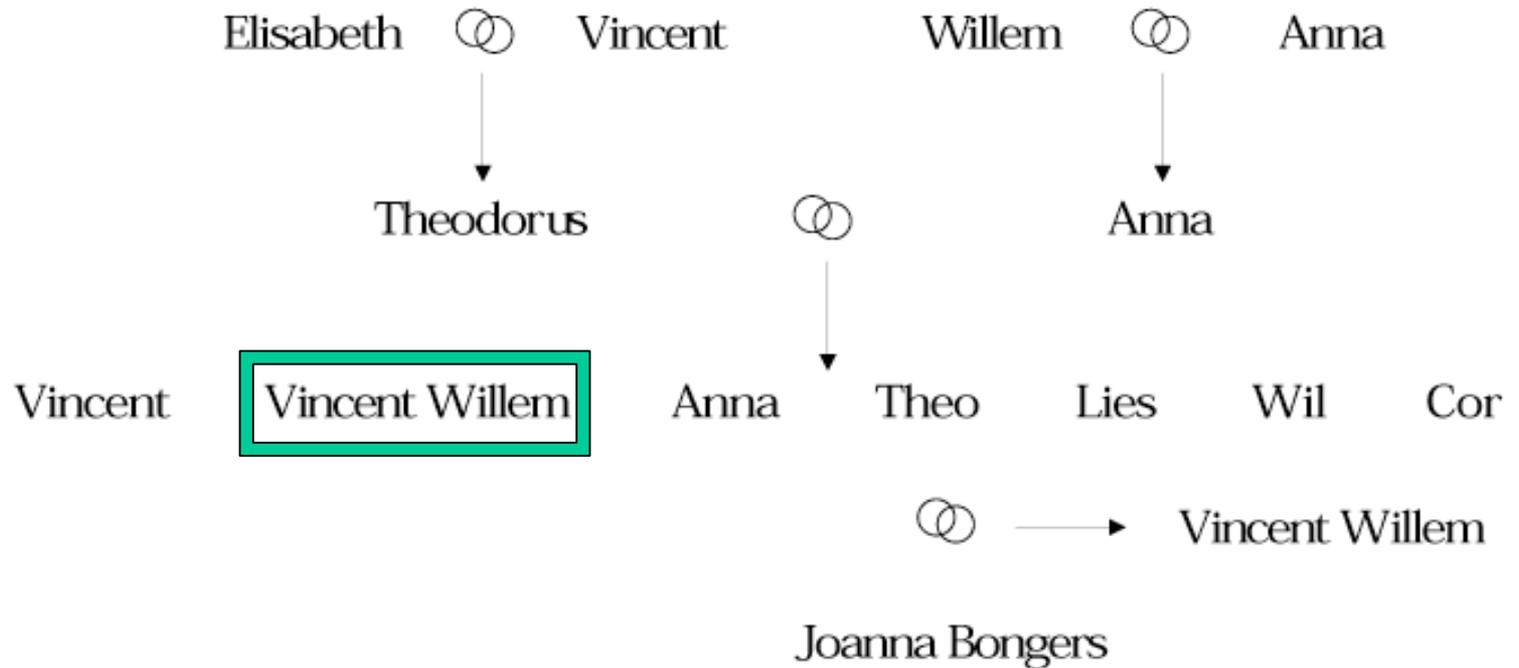 Elisabeth Vincent Willem Anna
Theodorus Anna
Vincent Vincent Willem Anna Theo Lies Wil Cor
Vincent Willem
Joanna Bongers